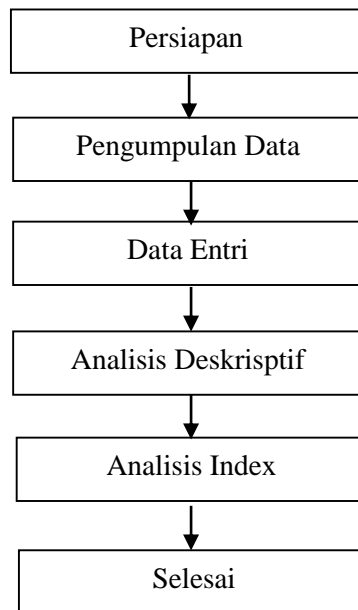 Persiapan
Pengumpulan Data
Data Entri
Analisis Deskrisptif
Analisis Index
Selesai